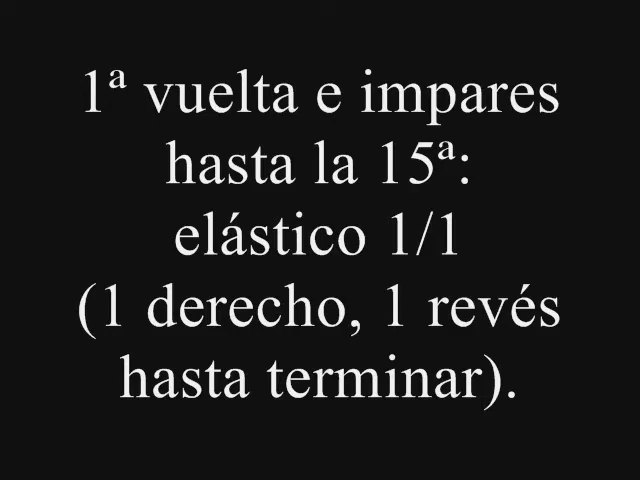 1ª vuelta e impares
hasta la 15ª:
elástico 1/1
(1 derecho, 1 revés
hasta terminar).